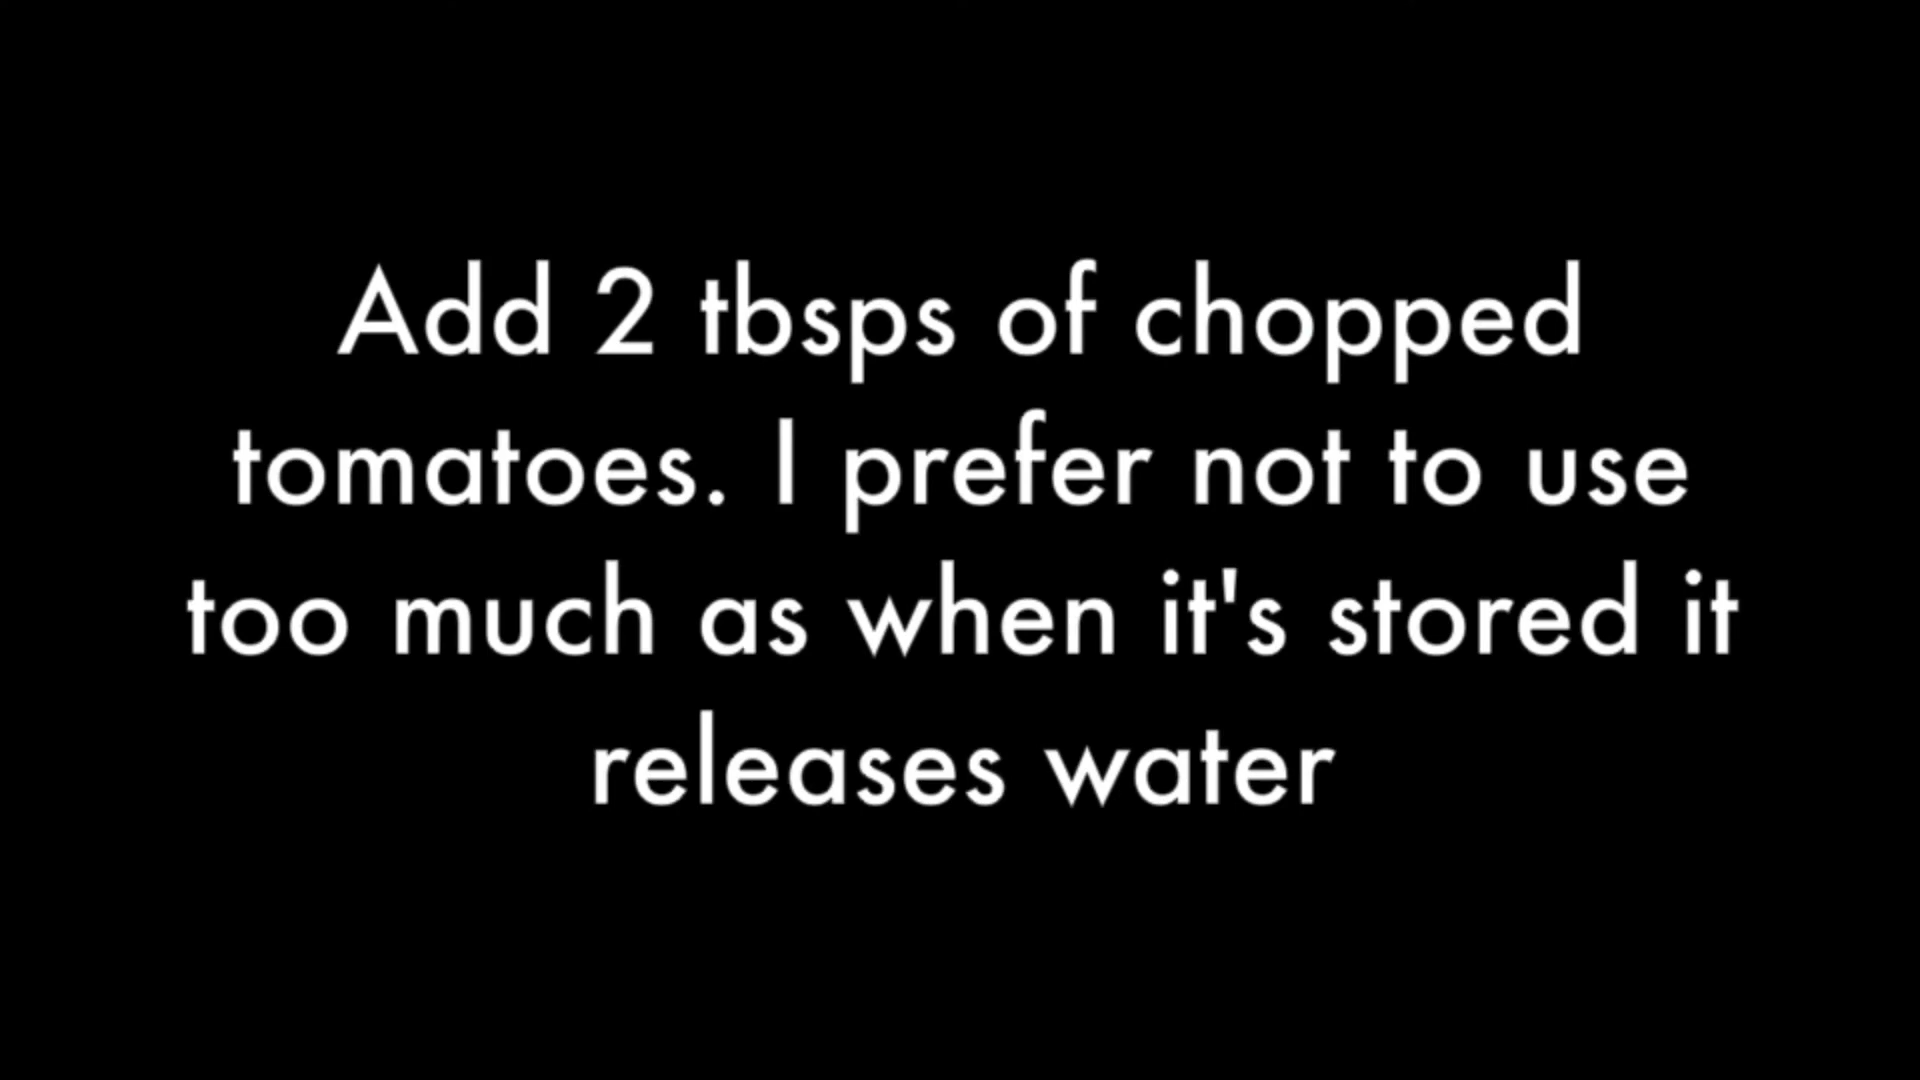 Add 2 tbsps of chopped
tomatoes. I prefer not to use
too much as when it's stored it
releases water